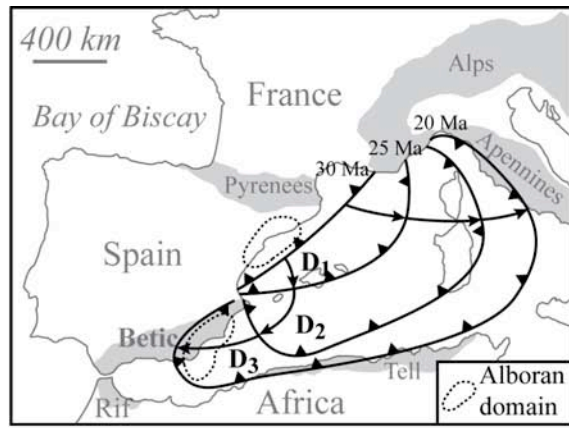 400 km
Alps
France
Bay of Biscay
20 Ma
25 Ma
30 Ma
Apennines
Pyrenees
Spain
D1
D2
Betic
D3
Tell
Rif
Africa
Alboran
domain